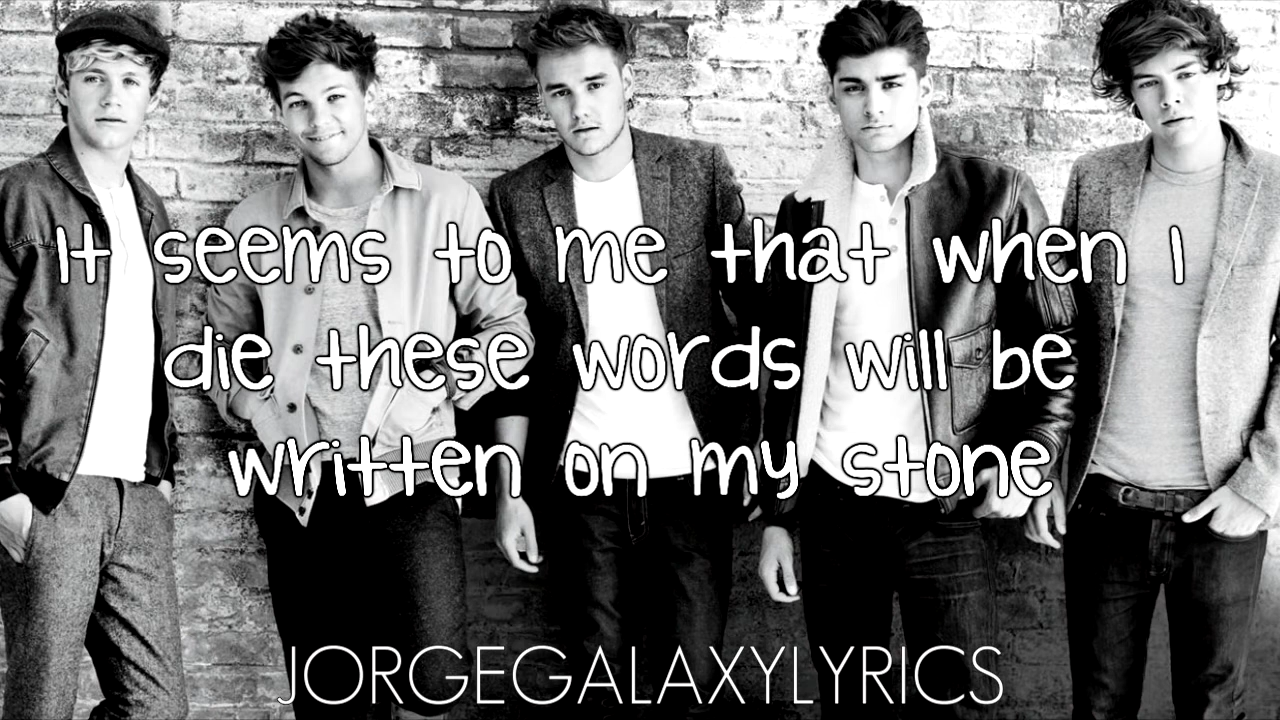 It seems to me that when I
die these words will be
written on my stone
JORGEGALAXYLYRICS